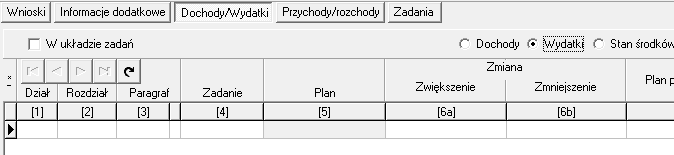 Wnioski Informacje dodatkowe Dochody/Wydatki Przychody/rozchody Zadania
W układzie zadań Dochody Wydatki Stan środków
Zmiana
Dział Rozdział Paragraf Zadanie Plan Zwiększenie Zmniejszenie Plan p
[1] [2] [3] [4] [5] [6a] [6b]